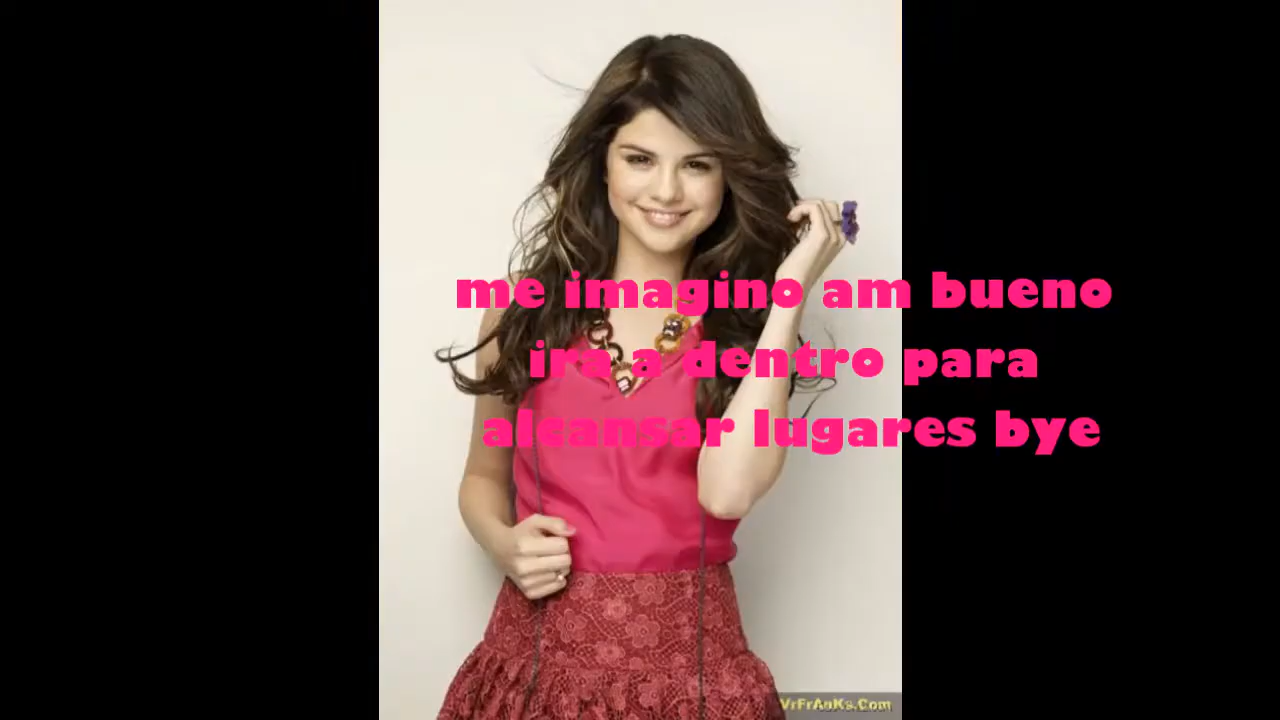 me imagino am bueno
ira a dentro para
alcansar lugares bye
VrFrAnKs.Com